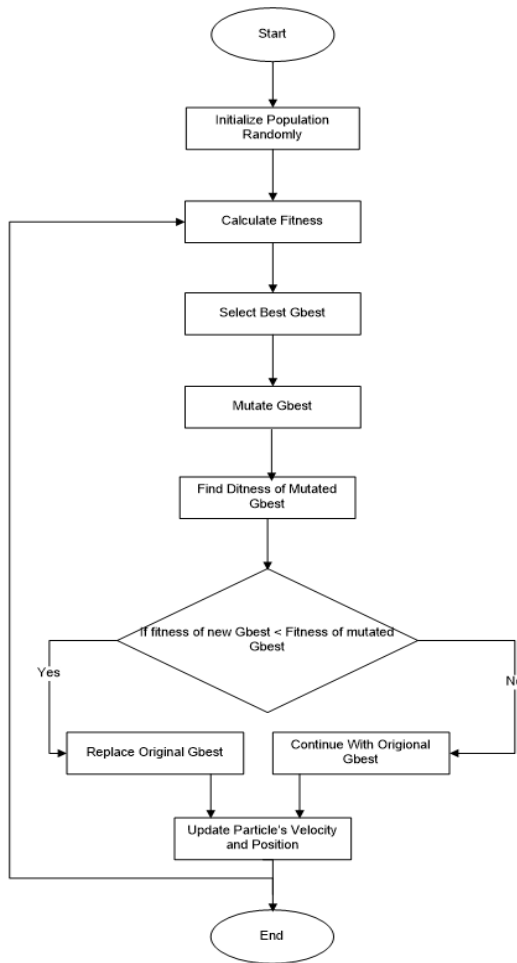 Start
Initialize Population
Randomly
Calculate Fitness
Select Best Gbest
Mutate Gbest
Find Ditness of Mutated
Gbest
If fitness of new Gbest < Fitness of mutated
Gbest
Yes
No
Replace Original Gbest
Continue With Origional
Gbest
Update Particle's Velocity
and Position
End